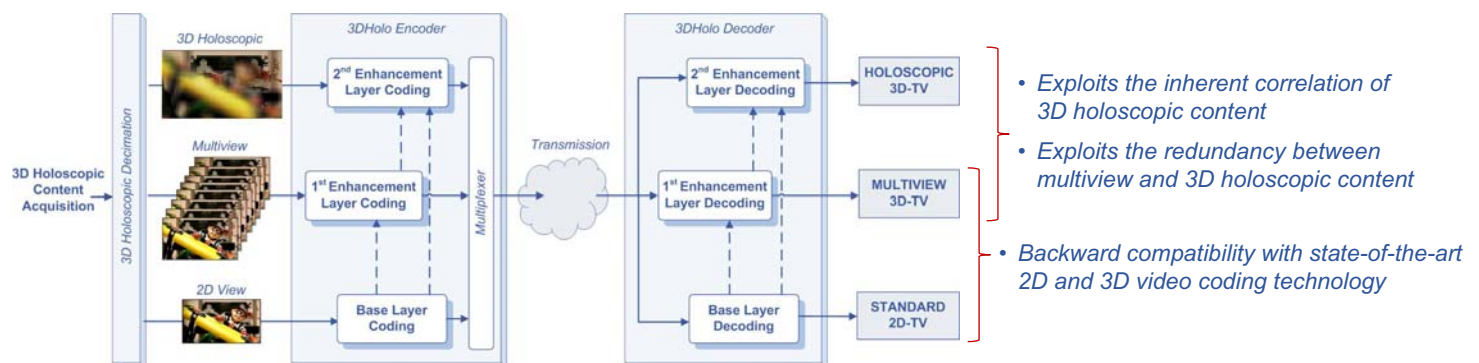 3D Holoscopic
Content
Acquisition
3D Holoscopic Decimation
3D Holoscopic
Multiview
2D View
3DHolo Encoder
2nd Enhancement
Layer Coding
1st Enhancement
Layer Coding
Base Layer
Coding
Multiplexer
Transmission
3DHolo Decoder
2nd Enhancement
Layer Decoding
1st Enhancement
Layer Decoding
Base Layer
Decoding
HOLOSCOPIC
3D-TV
MULTIVIEW
3D-TV
STANDARD
2D-TV
• Exploits the inherent correlation of
3D holoscopic content
• Exploits the redundancy between
multiview and 3D holoscopic content
• Backward compatibility with state-of-the-art
2D and 3D video coding technology